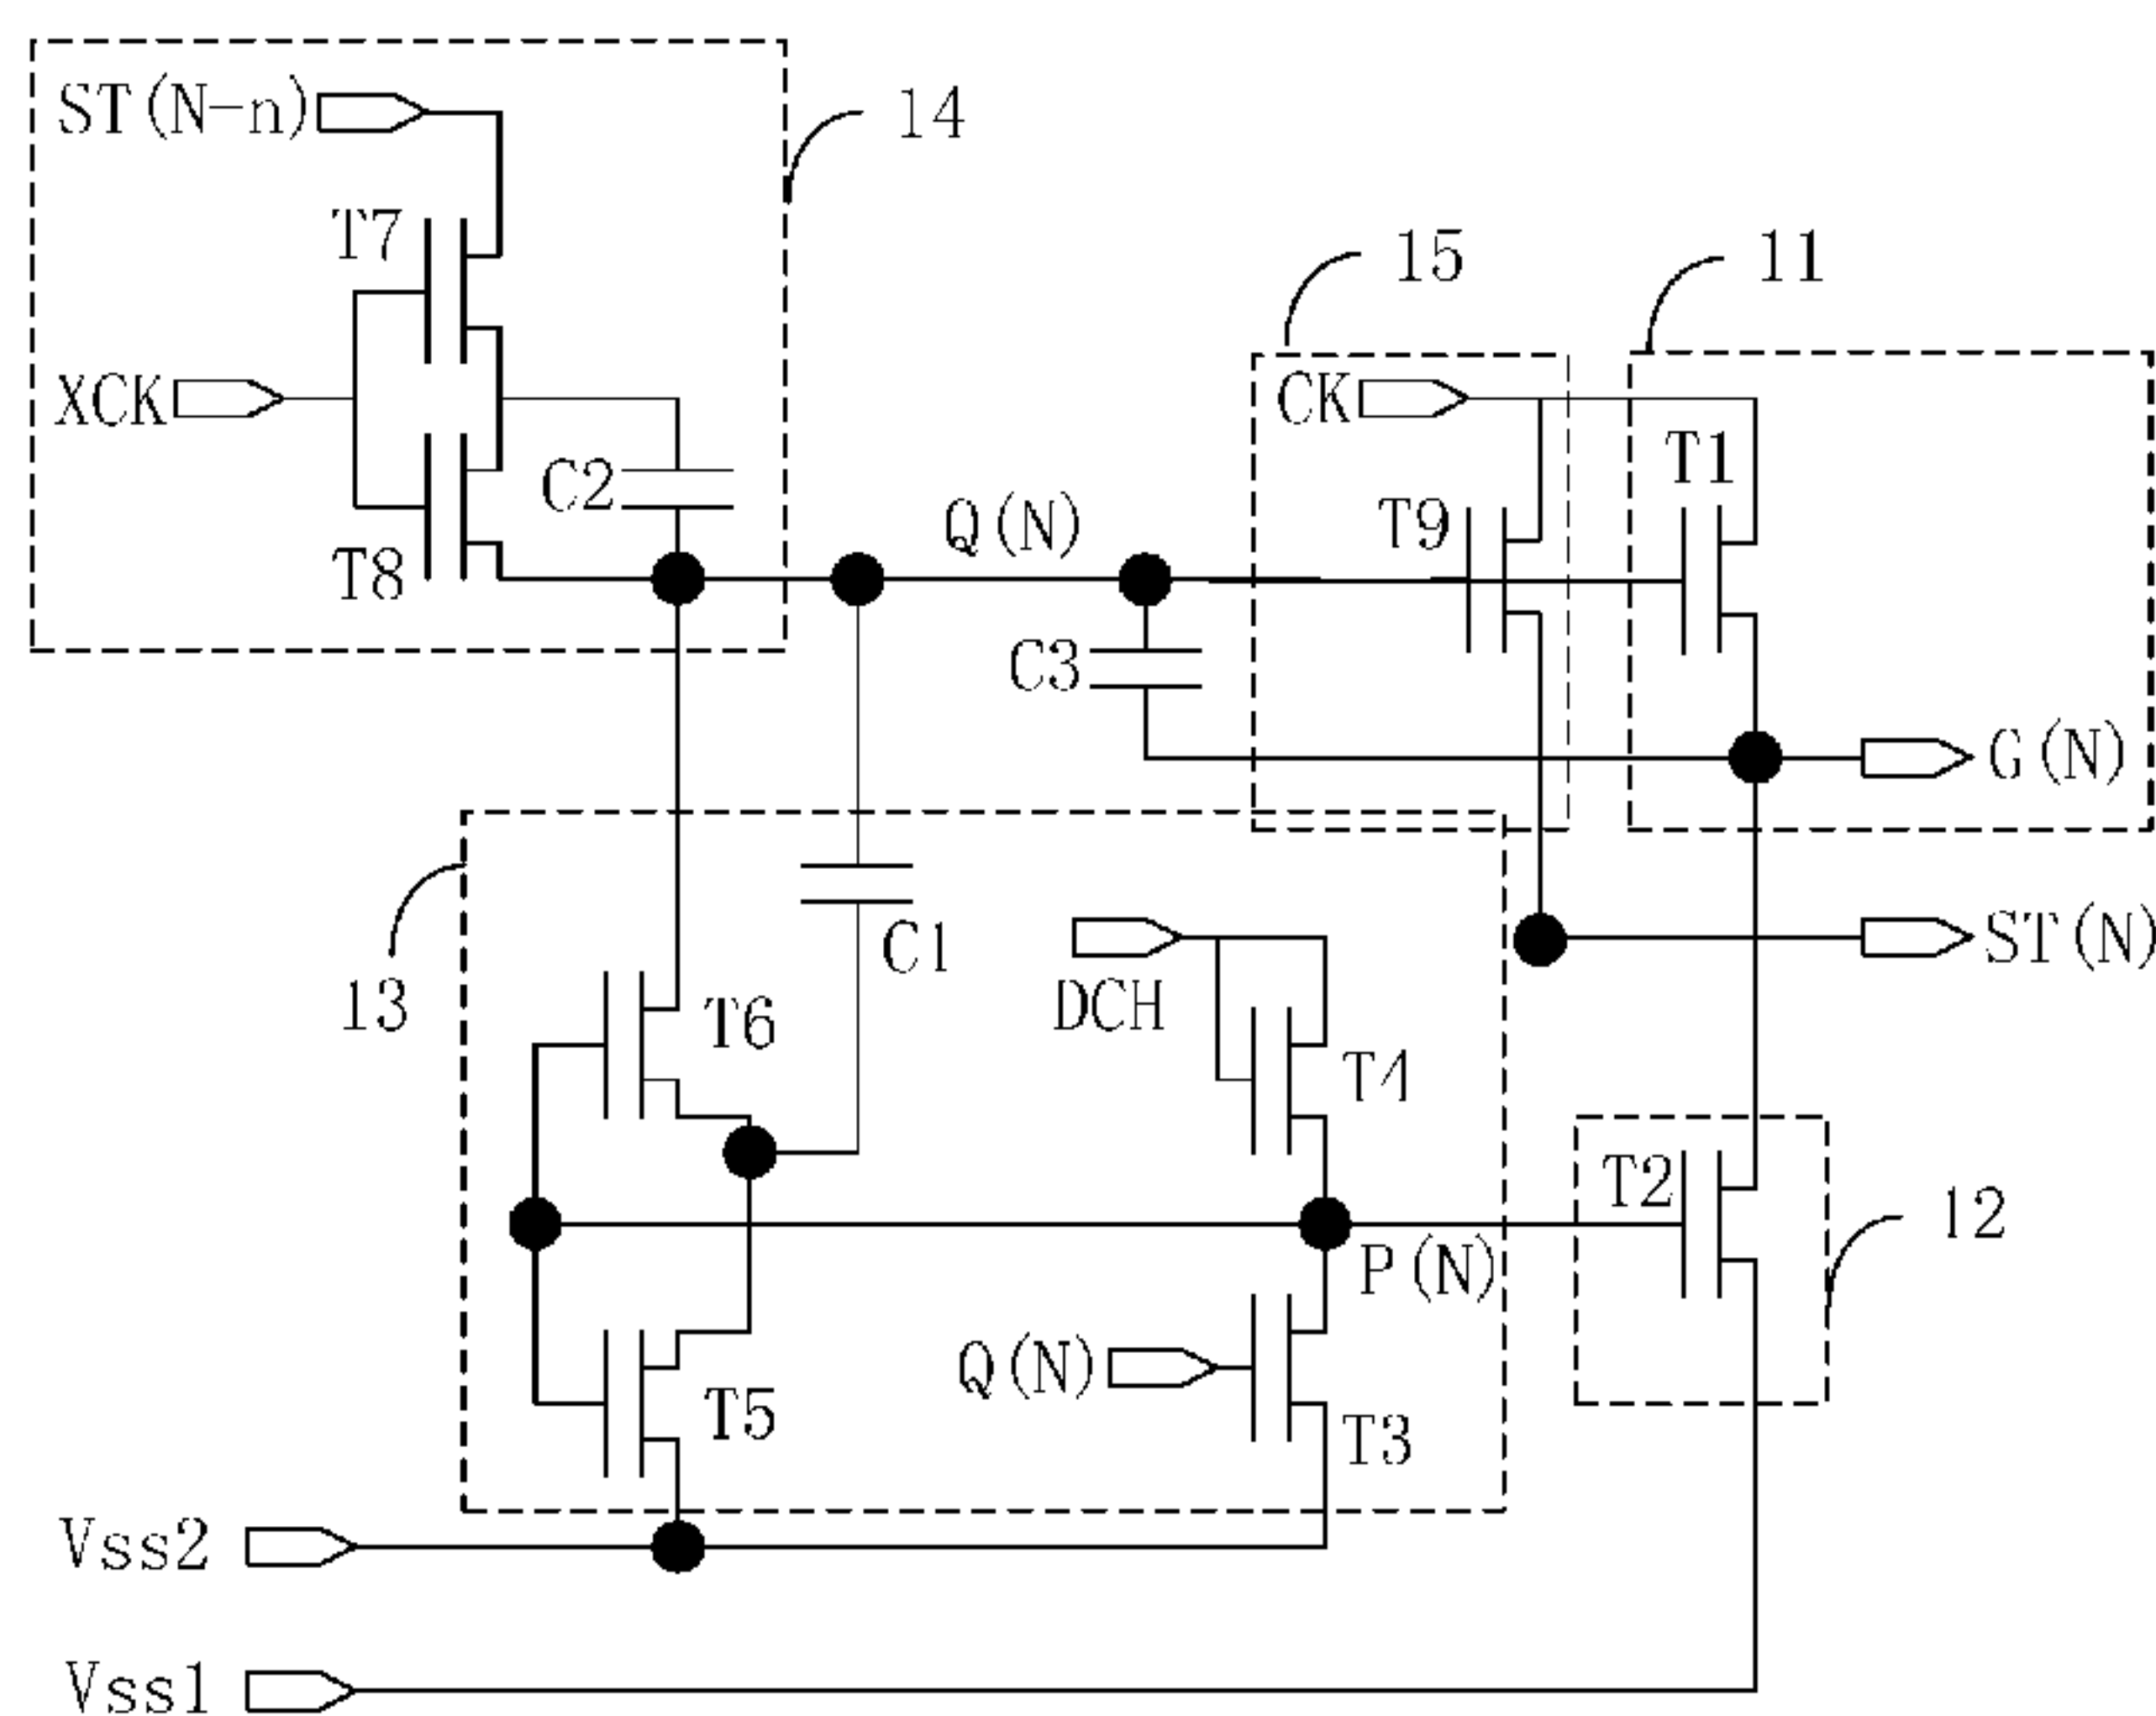 ST(N-n)
14
T7
15
11
XCK
CK
T1
C2
Q(N)
T9
T8
C3
G(N)
C1
ST(N)
13
T6
DCH
T4
T2
12
P(N)
Q(N)
T5
T3
Vss2
Vss1